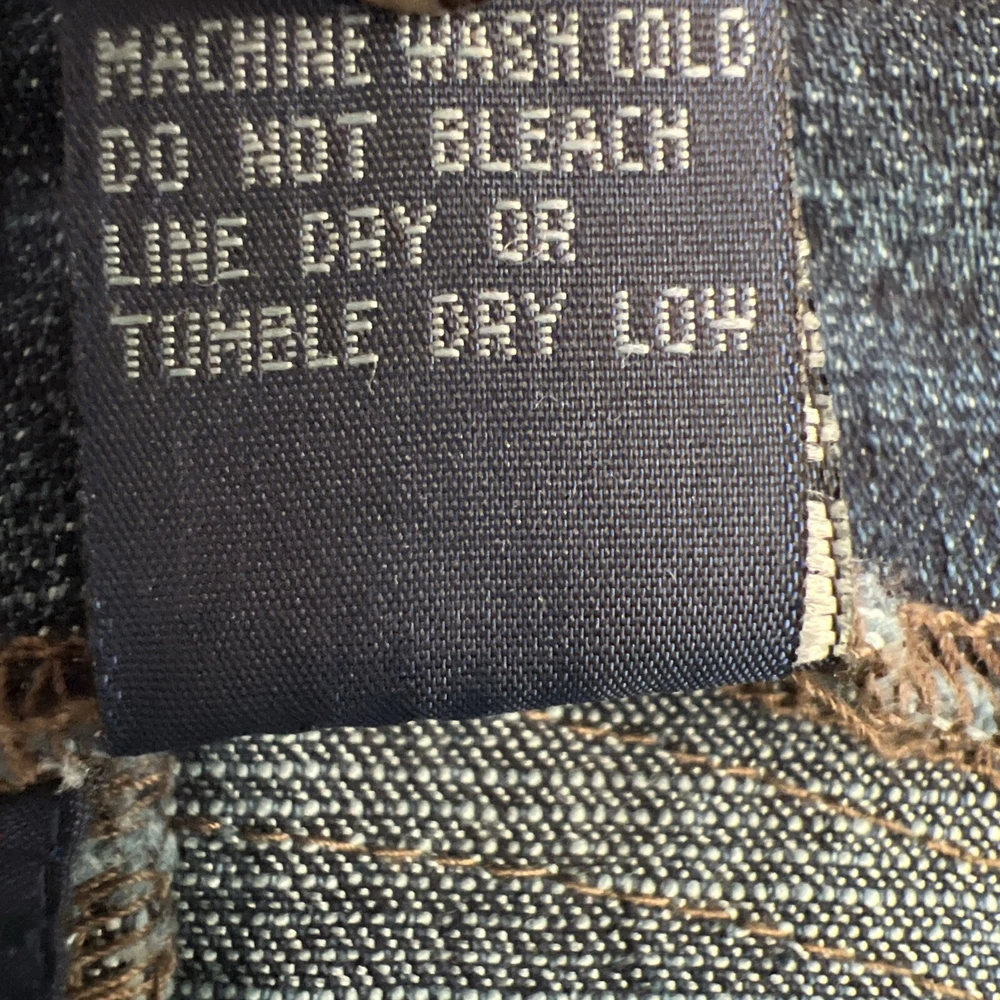 MACHINE WASH COLD
DO NOT BLEACH
LINE DRY OR
TUMBLE DRY LOW